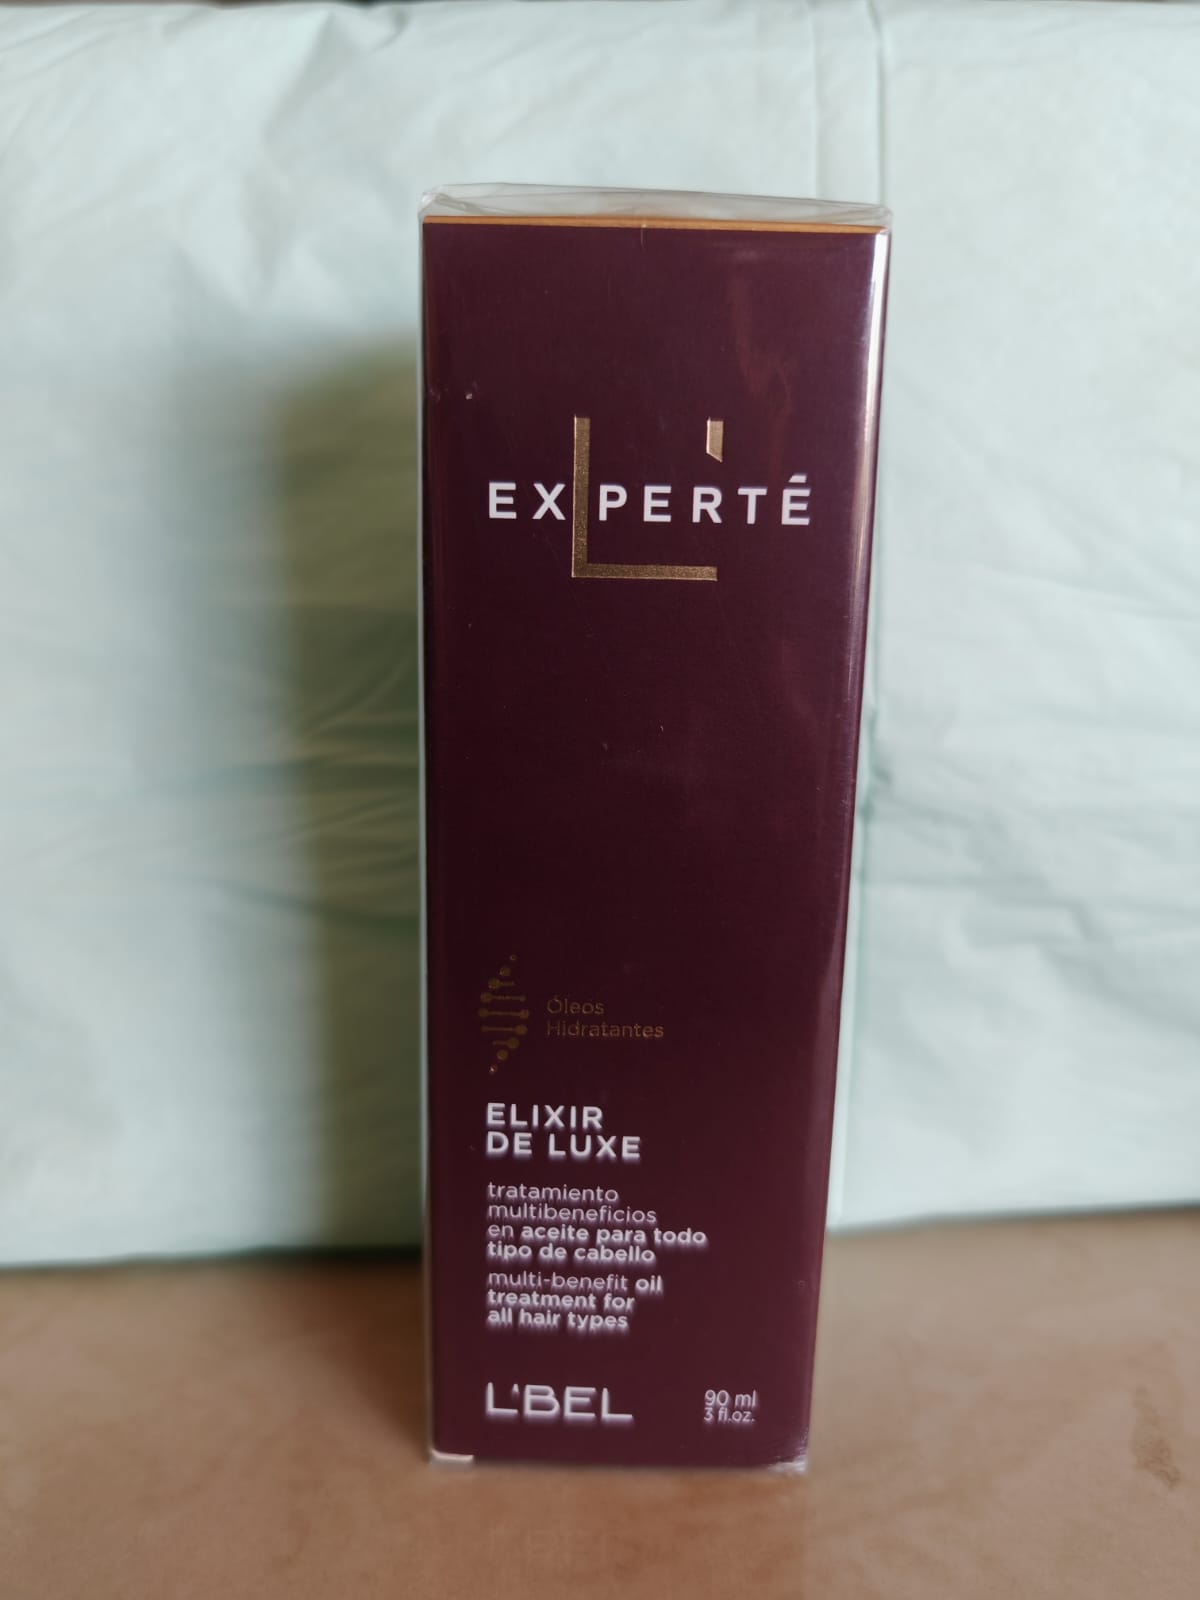 L'
EXPERTÉ
Óleos
Hidratantes
ELIXIR
DE LUXE
tratamiento
multibeneficios
en aceite para todo
tipo de cabello
multi-benefit oil
treatment for
all hair types
L'BEL
90 ml
3 fl.oz.